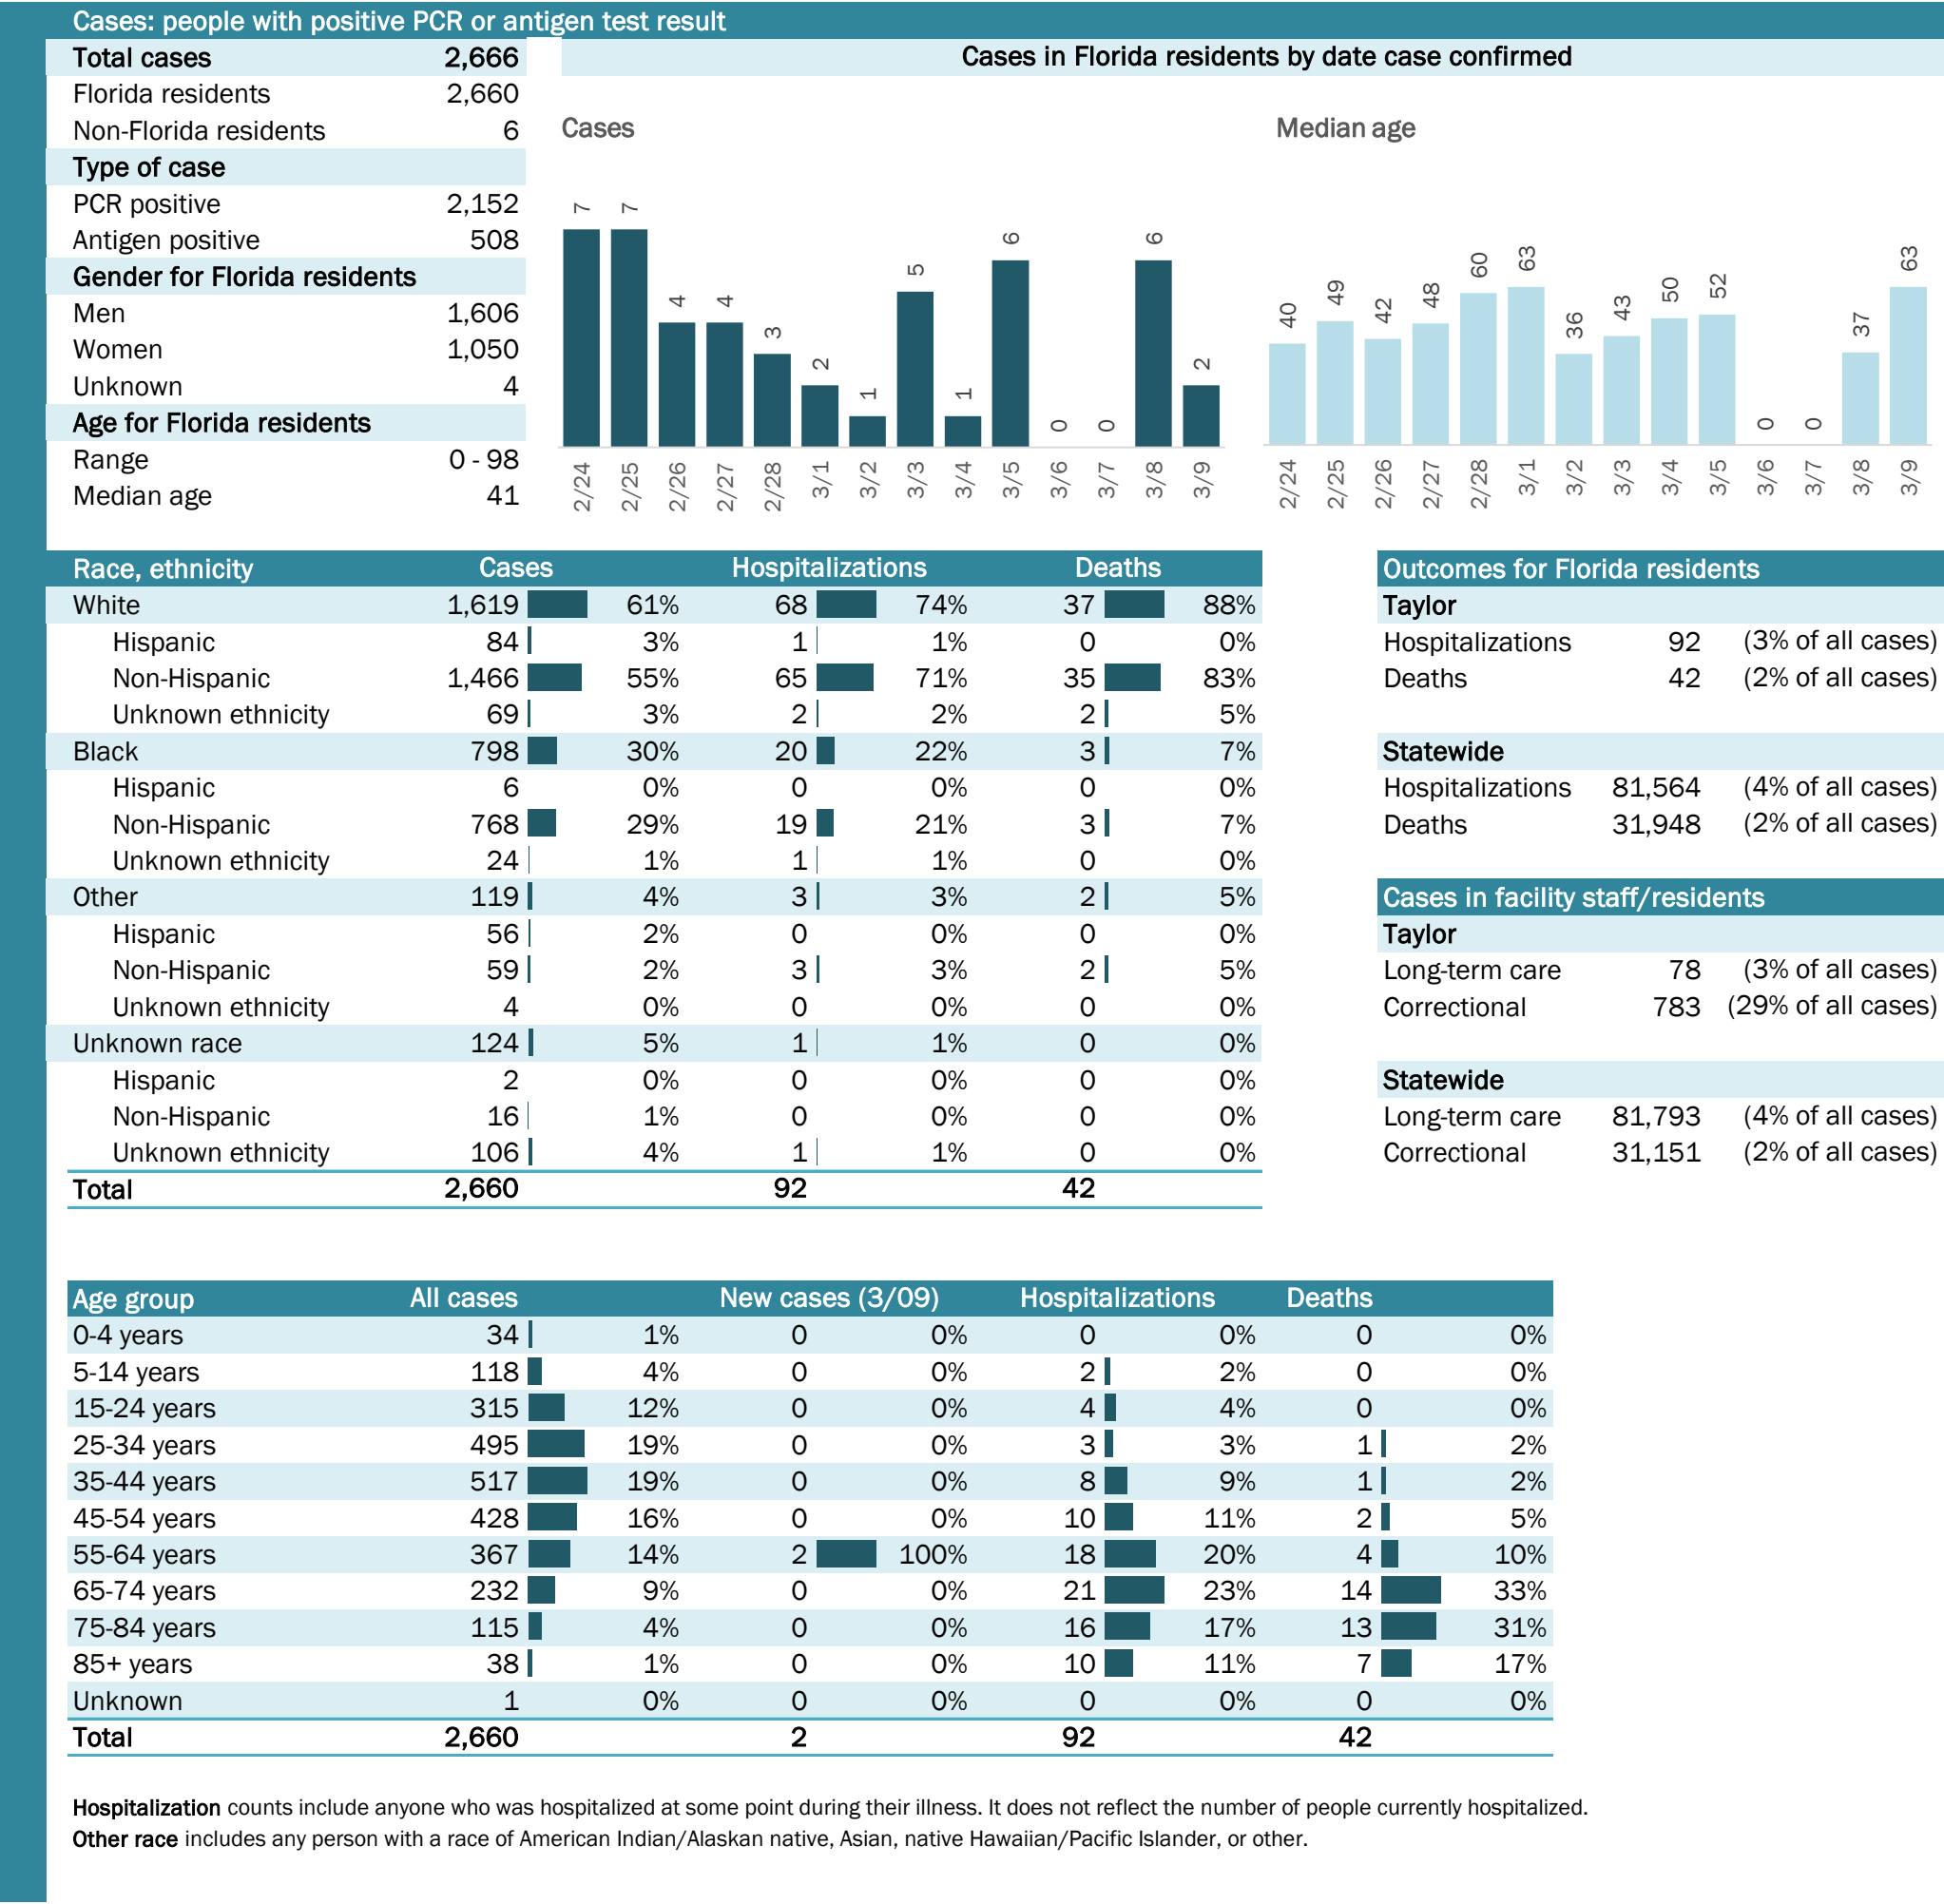 Cases: people with positive PCR or antigen test result
Total cases 2,666
Florida residents 2,660
Non-Florida residents 6
Type of case
PCR positive 2,152
Antigen positive 508
Gender for Florida residents
Men 1,606
Women 1,050
Unknown 4
Age for Florida residents
Range 0 - 98
Median age 41
Cases in Florida residents by date case confirmed
Cases
7 7 4 4 3 2 1 5 1 6 0 0 6 2
2/24 2/25 2/26 2/27 2/28 3/1 3/2 3/3 3/4 3/5 3/6 3/7 3/8 3/9
Median age
40 49 42 48 60 63 36 43 50 52 0 0 37 63
2/24 2/25 2/26 2/27 2/28 3/1 3/2 3/3 3/4 3/5 3/6 3/7 3/8 3/9
Race, ethnicity Cases Hospitalizations Deaths
White 1,619 61% 68 74% 37 88%
Hispanic 84 3% 1 1% 0 0%
Non-Hispanic 1,466 55% 65 71% 35 83%
Unknown ethnicity 69 3% 2 2% 2 5%
Black 798 30% 20 22% 3 7%
Hispanic 6 0% 0 0% 0 0%
Non-Hispanic 768 29% 19 21% 3 7%
Unknown ethnicity 24 1% 1 1% 0 0%
Other 119 4% 3 3% 2 5%
Hispanic 56 2% 0 0% 0 0%
Non-Hispanic 59 2% 3 3% 2 5%
Unknown ethnicity 4 0% 0 0% 0 0%
Unknown race 124 5% 1 1% 0 0%
Hispanic 2 0% 0 0% 0 0%
Non-Hispanic 16 1% 0 0% 0 0%
Unknown ethnicity 106 4% 1 1% 0 0%
Total 2,660 92 42
Outcomes for Florida residents
Taylor
Hospitalizations 92 (3% of all cases)
Deaths 42 (2% of all cases)
Statewide
Hospitalizations 81,564 (4% of all cases)
Deaths 31,948 (2% of all cases)
Cases in facility staff/residents
Taylor
Long-term care 78 (3% of all cases)
Correctional 783 (29% of all cases)
Statewide
Long-term care 81,793 (4% of all cases)
Correctional 31,151 (2% of all cases)
Age group All cases New cases (3/09) Hospitalizations Deaths
0-4 years 34 1% 0 0% 0 0% 0 0%
5-14 years 118 4% 0 0% 2 2% 0 0%
15-24 years 315 12% 0 0% 4 4% 0 0%
25-34 years 495 19% 0 0% 3 3% 1 2%
35-44 years 517 19% 0 0% 8 9% 1 2%
45-54 years 428 16% 0 0% 10 11% 2 5%
55-64 years 367 14% 2 100% 18 20% 4 10%
65-74 years 232 9% 0 0% 21 23% 14 33%
75-84 years 115 4% 0 0% 16 17% 13 31%
85+ years 38 1% 0 0% 10 11% 7 17%
Unknown 1 0% 0 0% 0 0% 0 0%
Total 2,660 2 92 42
Hospitalization counts include anyone who was hospitalized at some point during their illness. It does not reflect the number of people currently hospitalized.
Other race includes any person with a race of American Indian/Alaskan native, Asian, native Hawaiian/Pacific Islander, or other.